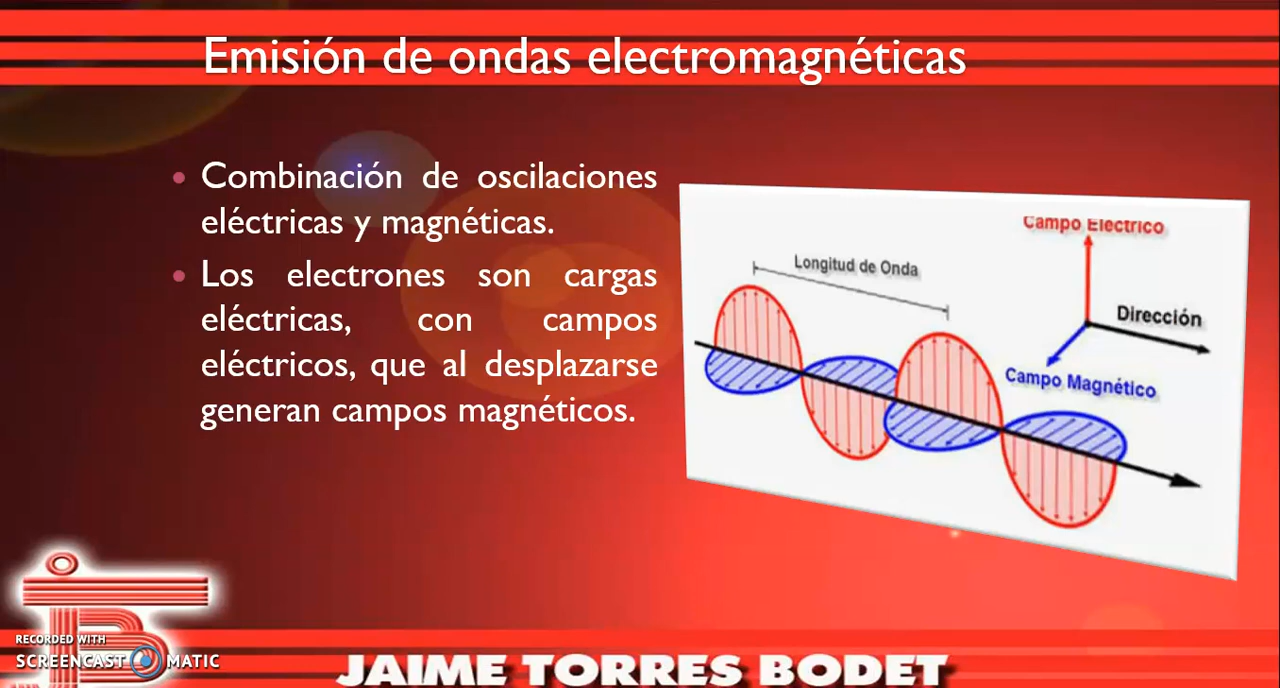 Emisión de ondas electromagnéticas
• Combinación de oscilaciones
eléctricas y magnéticas.
• Los electrones son cargas
eléctricas, con campos
eléctricos, que al desplazarse
generan campos magnéticos.
Campo Electrico
Longitud de Onda
Dirección
Campo Magnético
RECORDED WITH
SCREENCAST MATIC
JAIME TORRES BODET